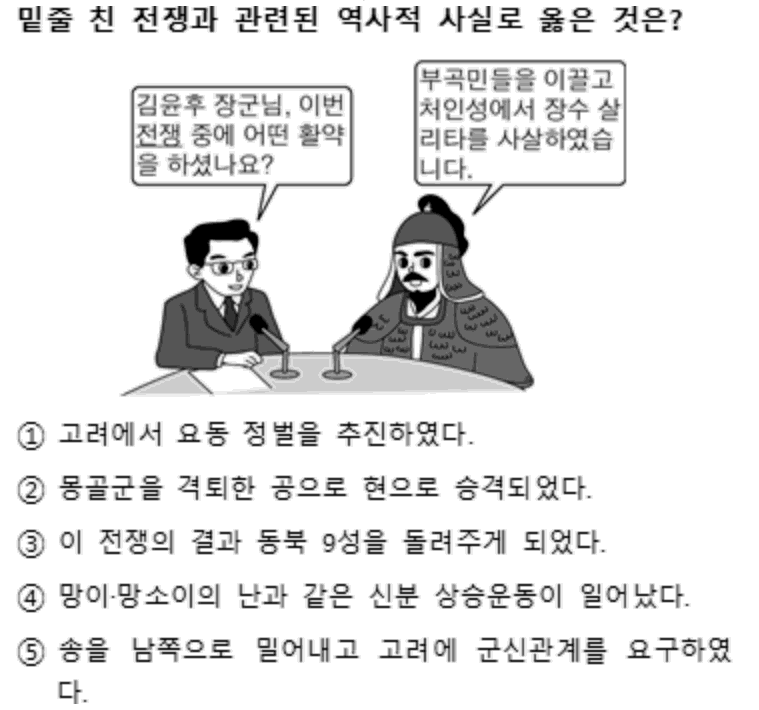 밑줄 친 전쟁과 관련된 역사적 사실로 옳은 것은?
김윤후 장군님, 이번
전쟁 중에 어떤 활약
을 하셨나요?
부곡민들을 이끌고
처인성에서 장수 살
리타를 사살하였습
니다.
① 고려에서 요동 정벌을 추진하였다.
② 몽골군을 격퇴한 공으로 현으로 승격되었다.
③ 이 전쟁의 결과 동북 9성을 돌려주게 되었다.
④ 망이·망소이의 난과 같은 신분 상승운동이 일어났다.
⑤ 송을 남쪽으로 밀어내고 고려에 군신관계를 요구하였
다.